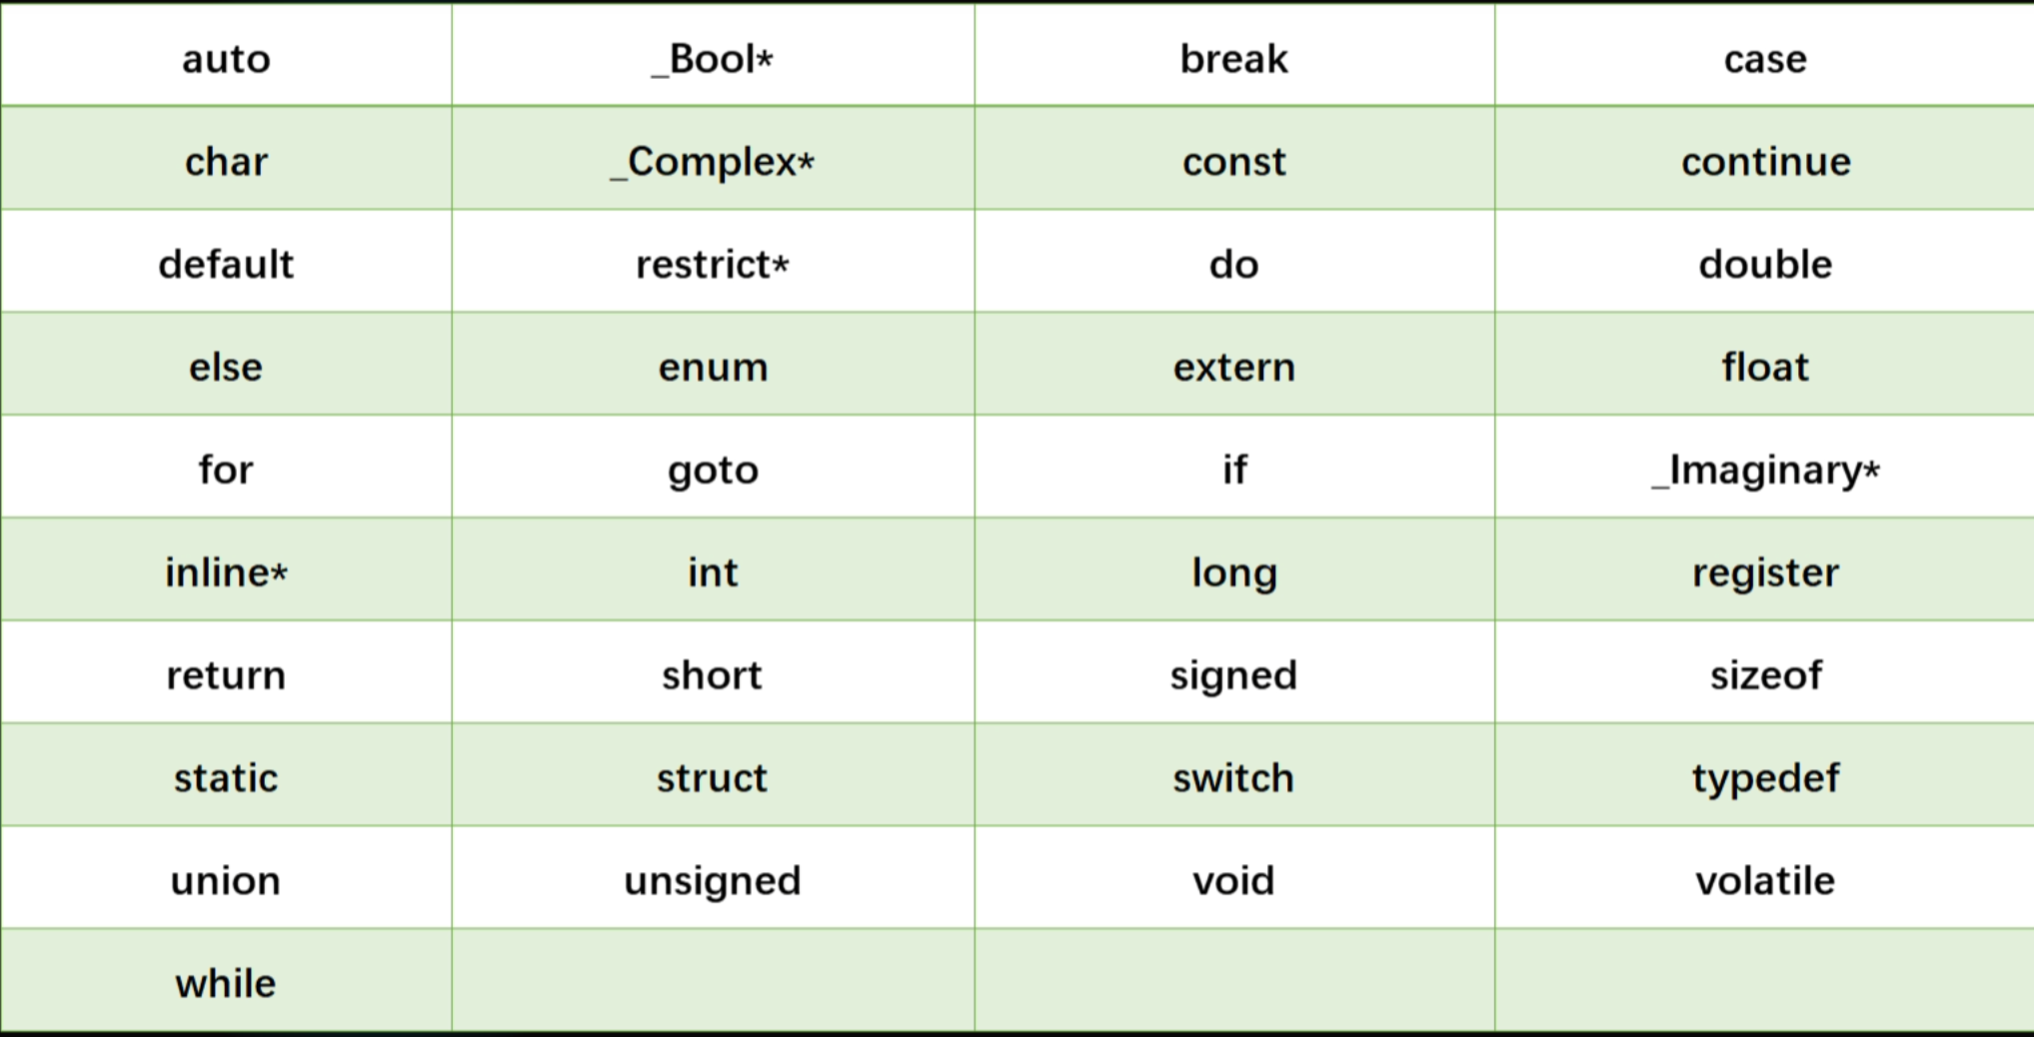 auto _Bool* break case
char _Complex* const continue
default restrict* do double
else enum extern float
for goto if _Imaginary*
inline* int long register
return short signed sizeof
static struct switch typedef
union unsigned void volatile
while